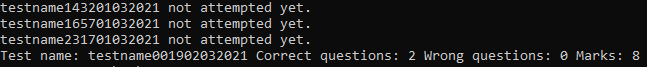 testname143201032021 not attempted yet.
testname165701032021 not attempted yet.
testname231701032021 not attempted yet.
Test name: testname001902032021 Correct questions: 2 Wrong questions: 0 Marks: 8